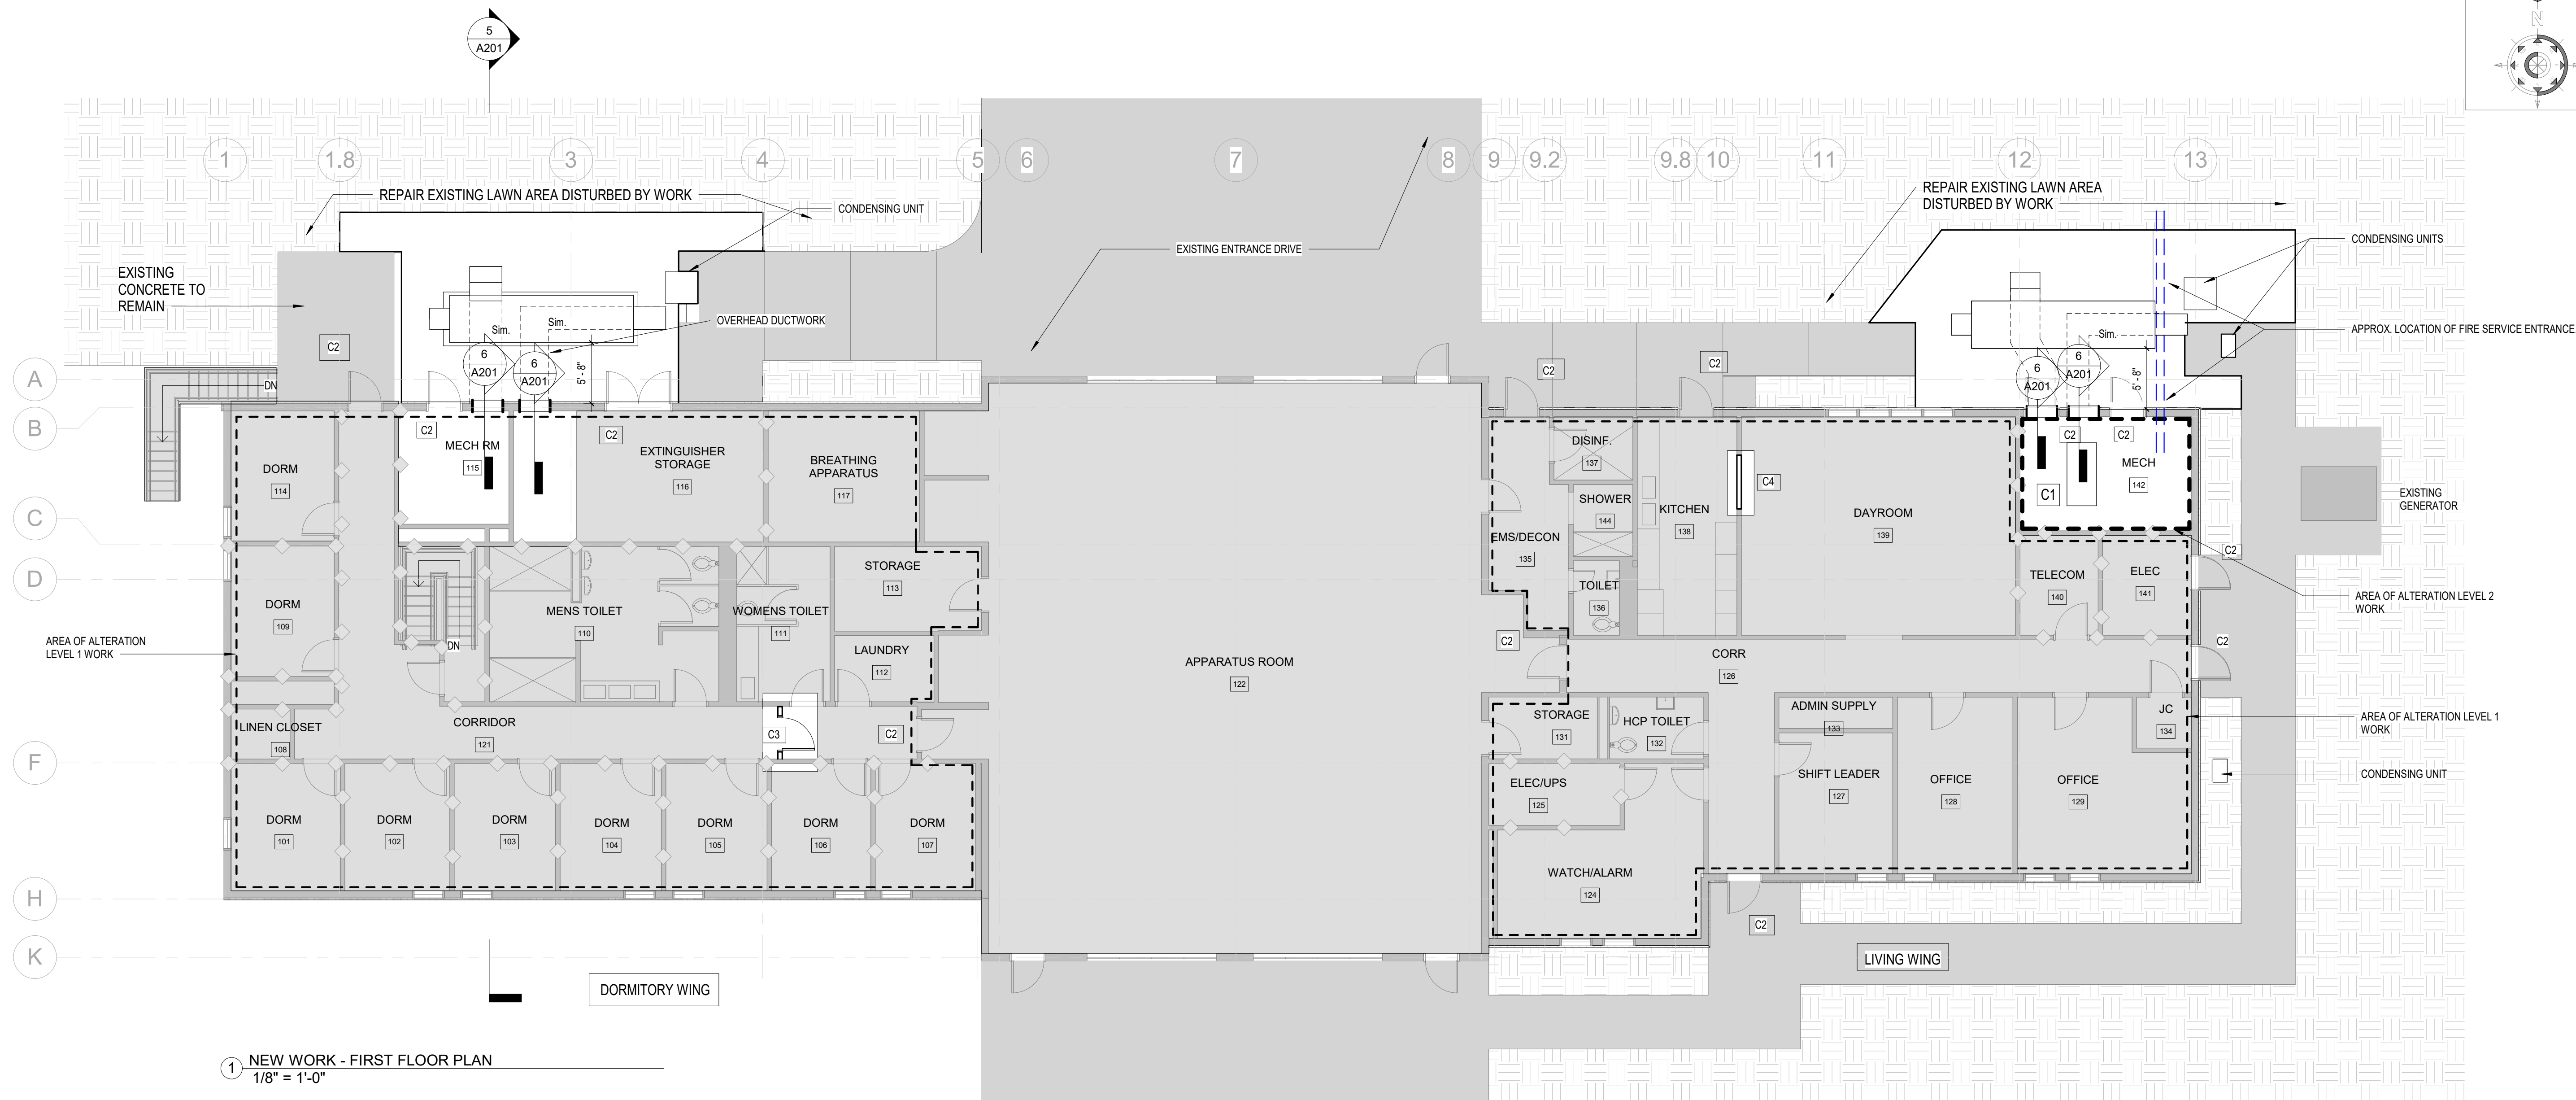 5
A201
N
1
1.8
3
4
5
6
7
8
9
9.2
9.8
10
11
12
13
REPAIR EXISTING LAWN AREA DISTURBED BY WORK
CONDENSING UNIT
EXISTING ENTRANCE DRIVE
REPAIR EXISTING LAWN AREA
DISTURBED BY WORK
CONDENSING UNITS
EXISTING
CONCRETE TO
REMAIN
C2
Sim.
Sim.
OVERHEAD DUCTWORK
6
A201
6
A201
5' - 8"
C2
C2
Sim.
6
A201
6
A201
5' - 8"
APPROX. LOCATION OF FIRE SERVICE ENTRANCE
A
B
C
D
F
H
K
DN
DORM
114
C2
MECH RM
115
C2
EXTINGUISHER
STORAGE
116
BREATHING
APPARATUS
117
DISINF.
137
SHOWER
144
KITCHEN
138
C4
DAYROOM
139
C2
C2
MECH
142
C1
EXISTING
GENERATOR
EMS/DECON
135
DORM
109
DN
MENS TOILET
110
WOMENS TOILET
111
STORAGE
113
LAUNDRY
112
TOILET
136
TELECOM
140
ELEC
141
C2
AREA OF ALTERATION LEVEL 2
WORK
AREA OF ALTERATION
LEVEL 1 WORK
APPARATUS ROOM
122
C2
CORR
126
C2
LINEN CLOSET
108
CORRIDOR
121
C3
C2
STORAGE
131
HCP TOILET
132
ADMIN SUPPLY
133
JC
134
AREA OF ALTERATION LEVEL 1
WORK
ELEC/UPS
125
SHIFT LEADER
127
OFFICE
128
OFFICE
129
CONDENSING UNIT
DORM
101
DORM
102
DORM
103
DORM
104
DORM
105
DORM
106
DORM
107
WATCH/ALARM
124
C2
LIVING WING
DORMITORY WING
1
NEW WORK - FIRST FLOOR PLAN
1/8" = 1'-0"